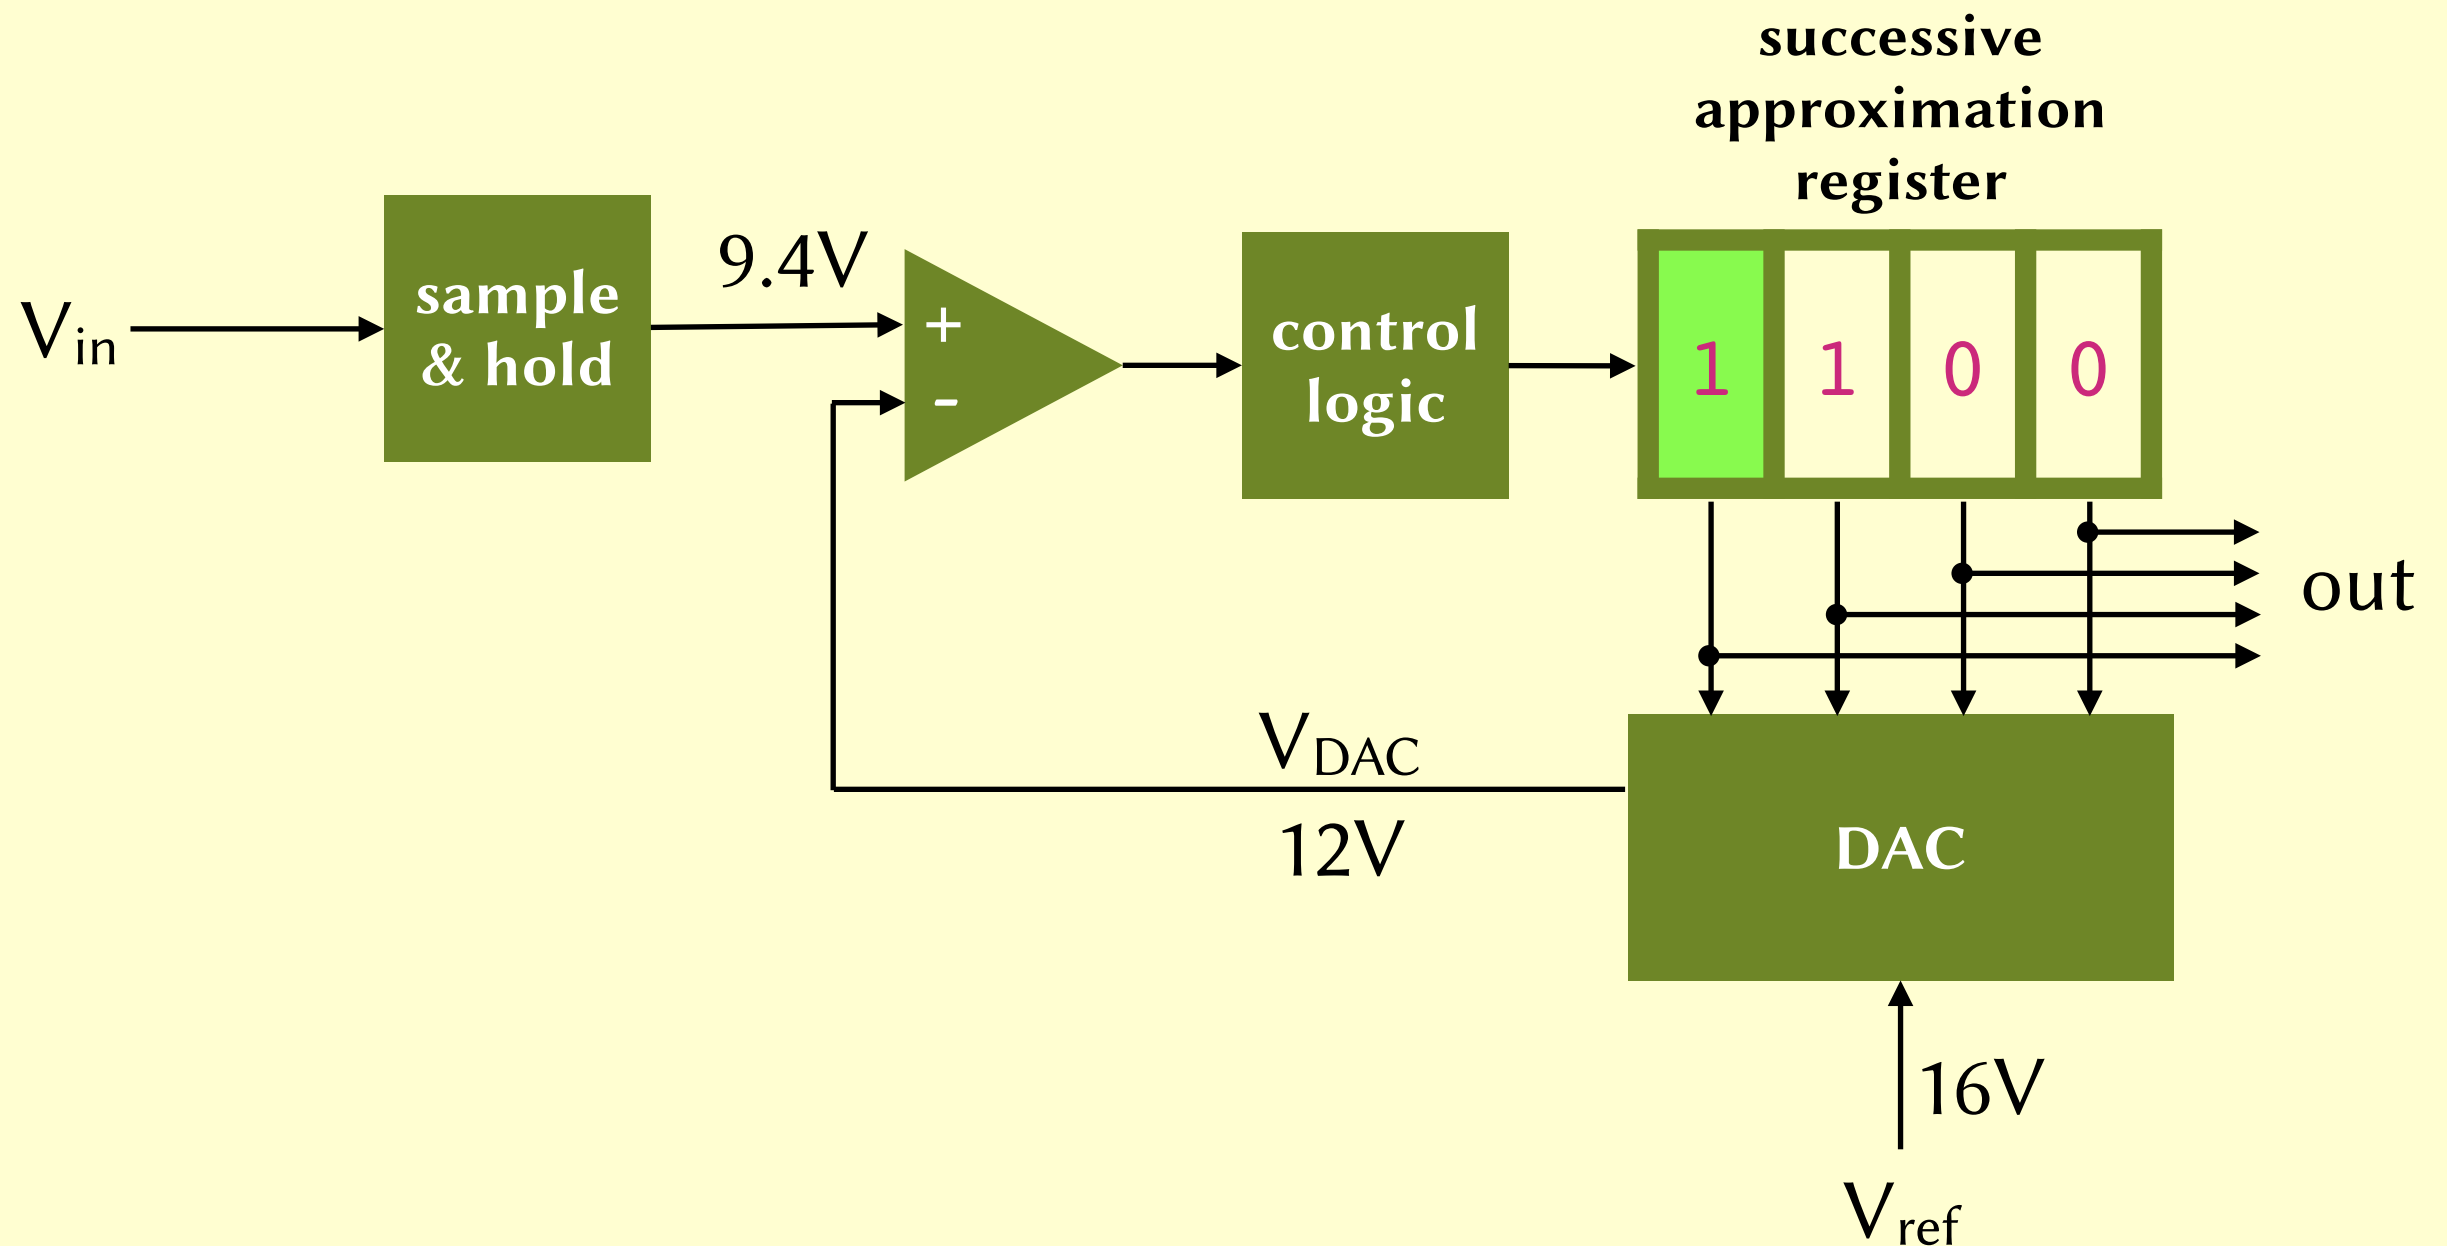 successive
approximation
register
Vin
sample
& hold
9.4V
+
-
control
logic
1 1 0 0
out
VDAC
12V
DAC
16V
Vref